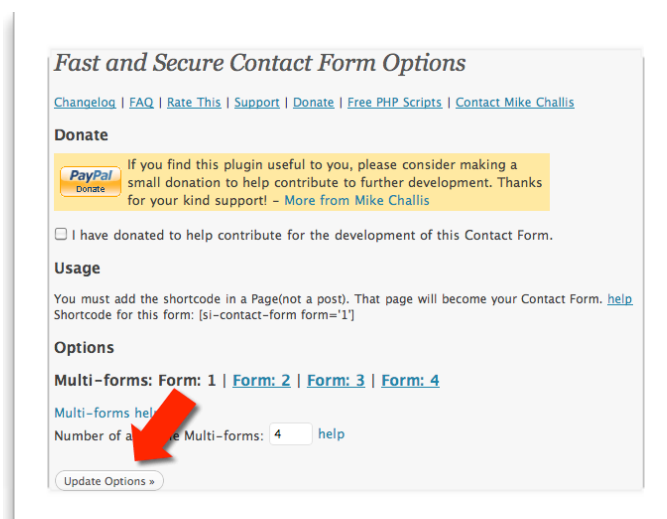 Fast and Secure Contact Form Options
Changelog | FAQ | Rate This | Support | Donate | Free PHP Scripts | Contact Mike Challis
Donate
PayPal
Donate
If you find this plugin useful to you, please consider making a
small donation to help contribute to further development. Thanks
for your kind support! – More from Mike Challis
I have donated to help contribute for the development of this Contact Form.
Usage
You must add the shortcode in a Page(not a post). That page will become your Contact Form. help
Shortcode for this form: [si-contact-form form='1']
Options
Multi-forms: Form: 1 | Form: 2 | Form: 3 | Form: 4
Multi-forms help
Number of Multi-forms: 4 help
Update Options »